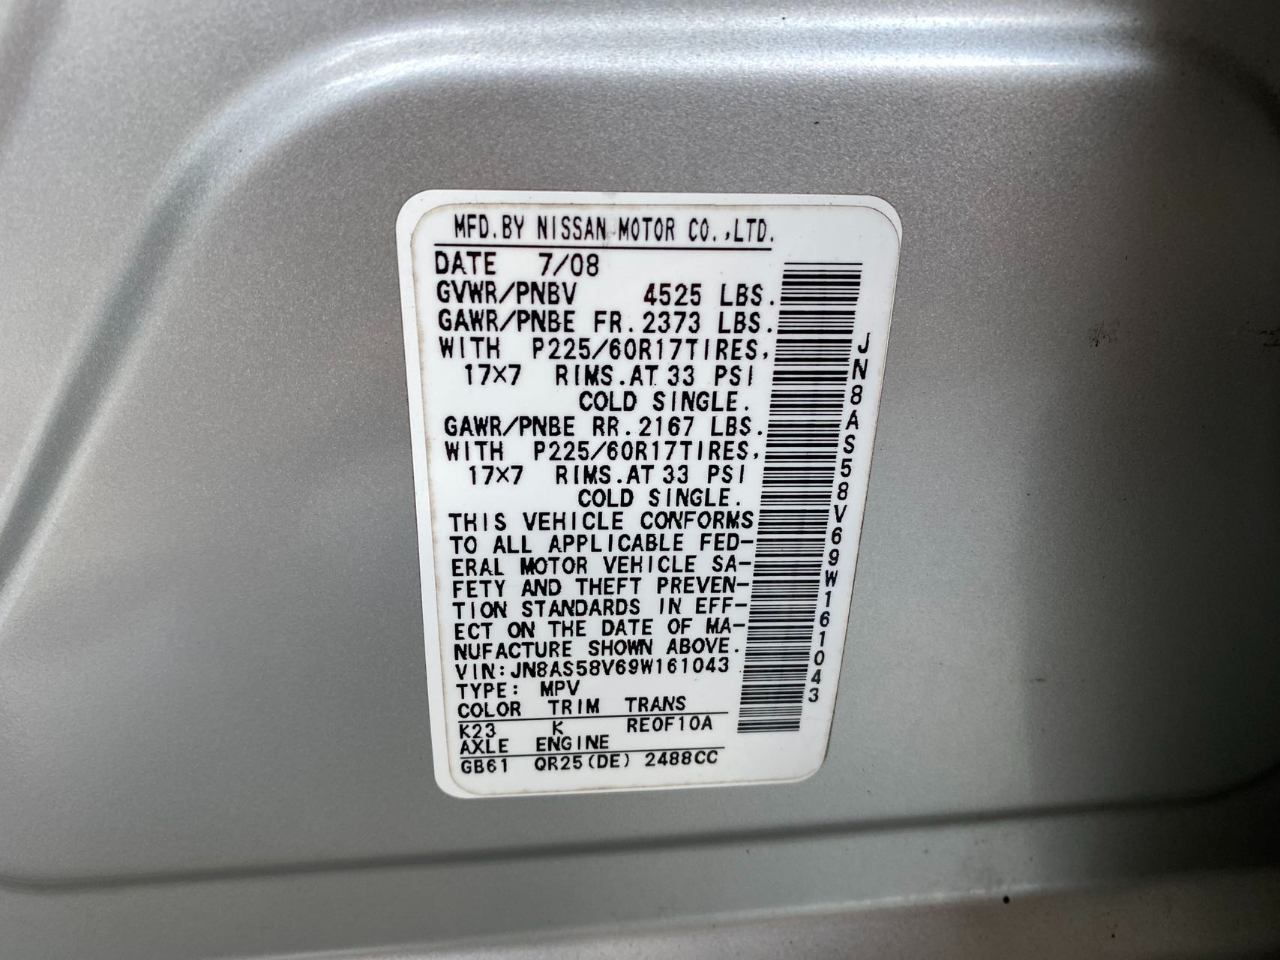 MFD.BY NISSAN MOTOR CO.,LTD.
DATE 7/08
GVWR/PNBV 4525 LBS.
GAWR/PNBE FR. 2373 LBS.
WITH P225/60R17TIRES,
17×7 RIMS.AT 33 PSI
COLD SINGLE.
GAWR/PNBE RR. 2167 LBS.
WITH P225/60R17TIRES,
17×7 RIMS.AT 33 PSI
COLD SINGLE.
THIS VEHICLE CONFORMS
TO ALL APPLICABLE FED-
ERAL MOTOR VEHICLE SA-
FETY AND THEFT PREVEN-
TION STANDARDS IN EFF-
ECT ON THE DATE OF MA-
NUFACTURE SHOWN ABOVE.
VIN:JN8AS58V69W161043
TYPE: MPV
COLOR TRIM TRANS
K23 K RE0F10A
AXLE ENGINE
GB61 QR25(DE) 2488CC
JN8AS58V69W161043